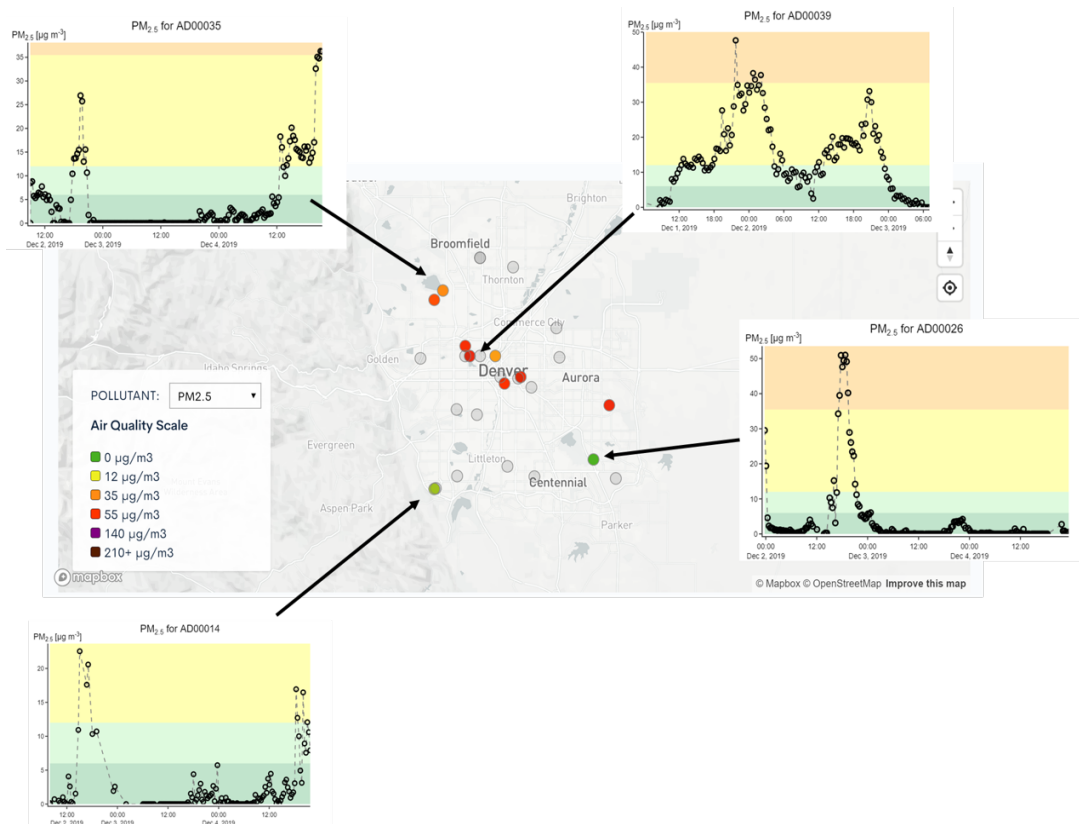 PM2.5 for AD00035
PM2.5 [µg m-3]
35
30
25
20
15
10
5
0
00:00 12:00 00:00 12:00
Dec 2, 2019 Dec 3, 2019 Dec 4, 2019
PM2.5 for AD00039
PM2.5 [µg m-3]
50
40
30
20
10
0
12:00 18:00 00:00 06:00 12:00 18:00 00:00 06:00
Dec 1, 2019 Dec 2, 2019 Dec 3, 2019
Brighton
Broomfield
Thornton
Commerce City
Golden
Denver
Idaho Springs
Aurora
Evergreen
Littleton
Centennial
Aspen Park
Parker
POLLUTANT: PM2.5
Air Quality Scale
0 µg/m3
12 µg/m3
35 µg/m3
55 µg/m3
140 µg/m3
210+ µg/m3
mapbox
© Mapbox © OpenStreetMap Improve this map
PM2.5 for AD00026
PM2.5 [µg m-3]
50
40
30
20
10
0
00:00 12:00 00:00 12:00 00:00 12:00
Dec 2, 2019 Dec 3, 2019 Dec 4, 2019
PM2.5 for AD00014
PM2.5 [µg m-3]
20
15
10
5
0
12:00 00:00 12:00 00:00 12:00
Dec 2, 2019 Dec 3, 2019 Dec 4, 2019